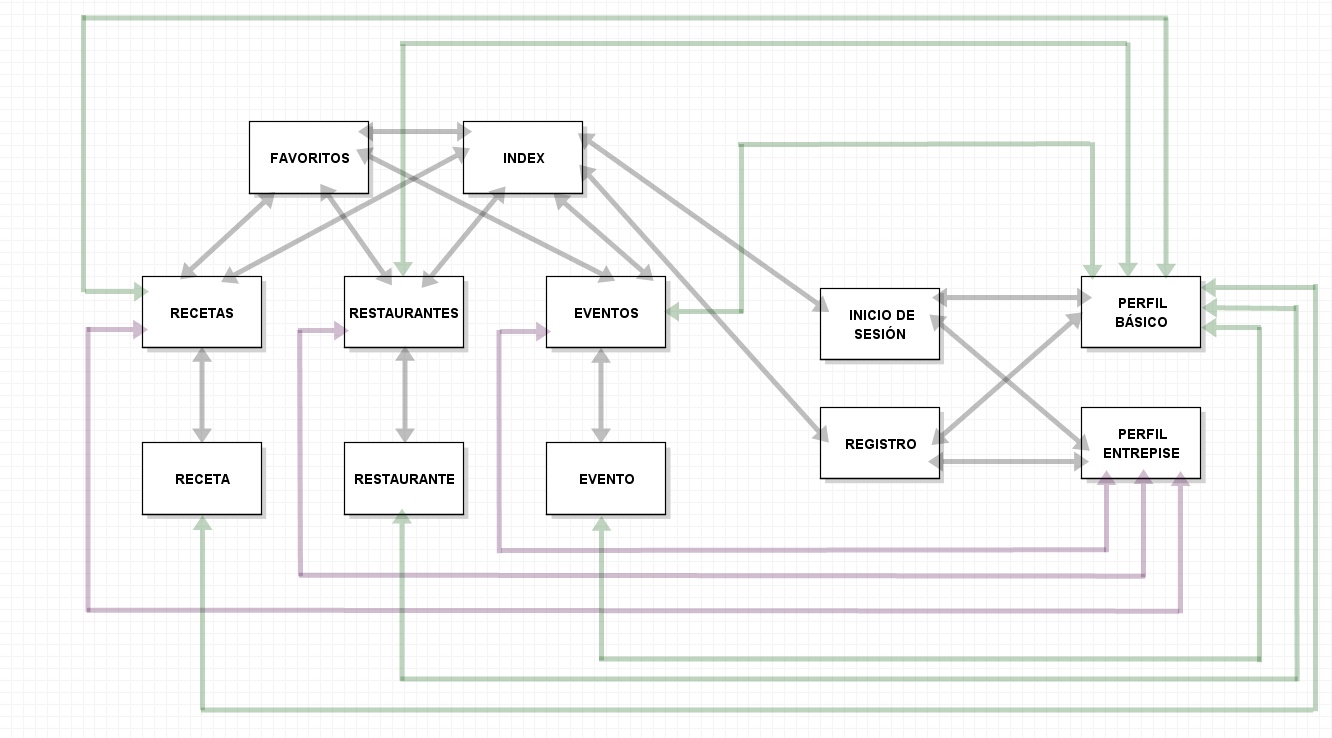 FAVORITOS
INDEX
RECETAS
RESTAURANTES
EVENTOS
INICIO DE
SESIÓN
PERFIL
BÁSICO
REGISTRO
PERFIL
ENTREPISE
RECETA
RESTAURANTE
EVENTO